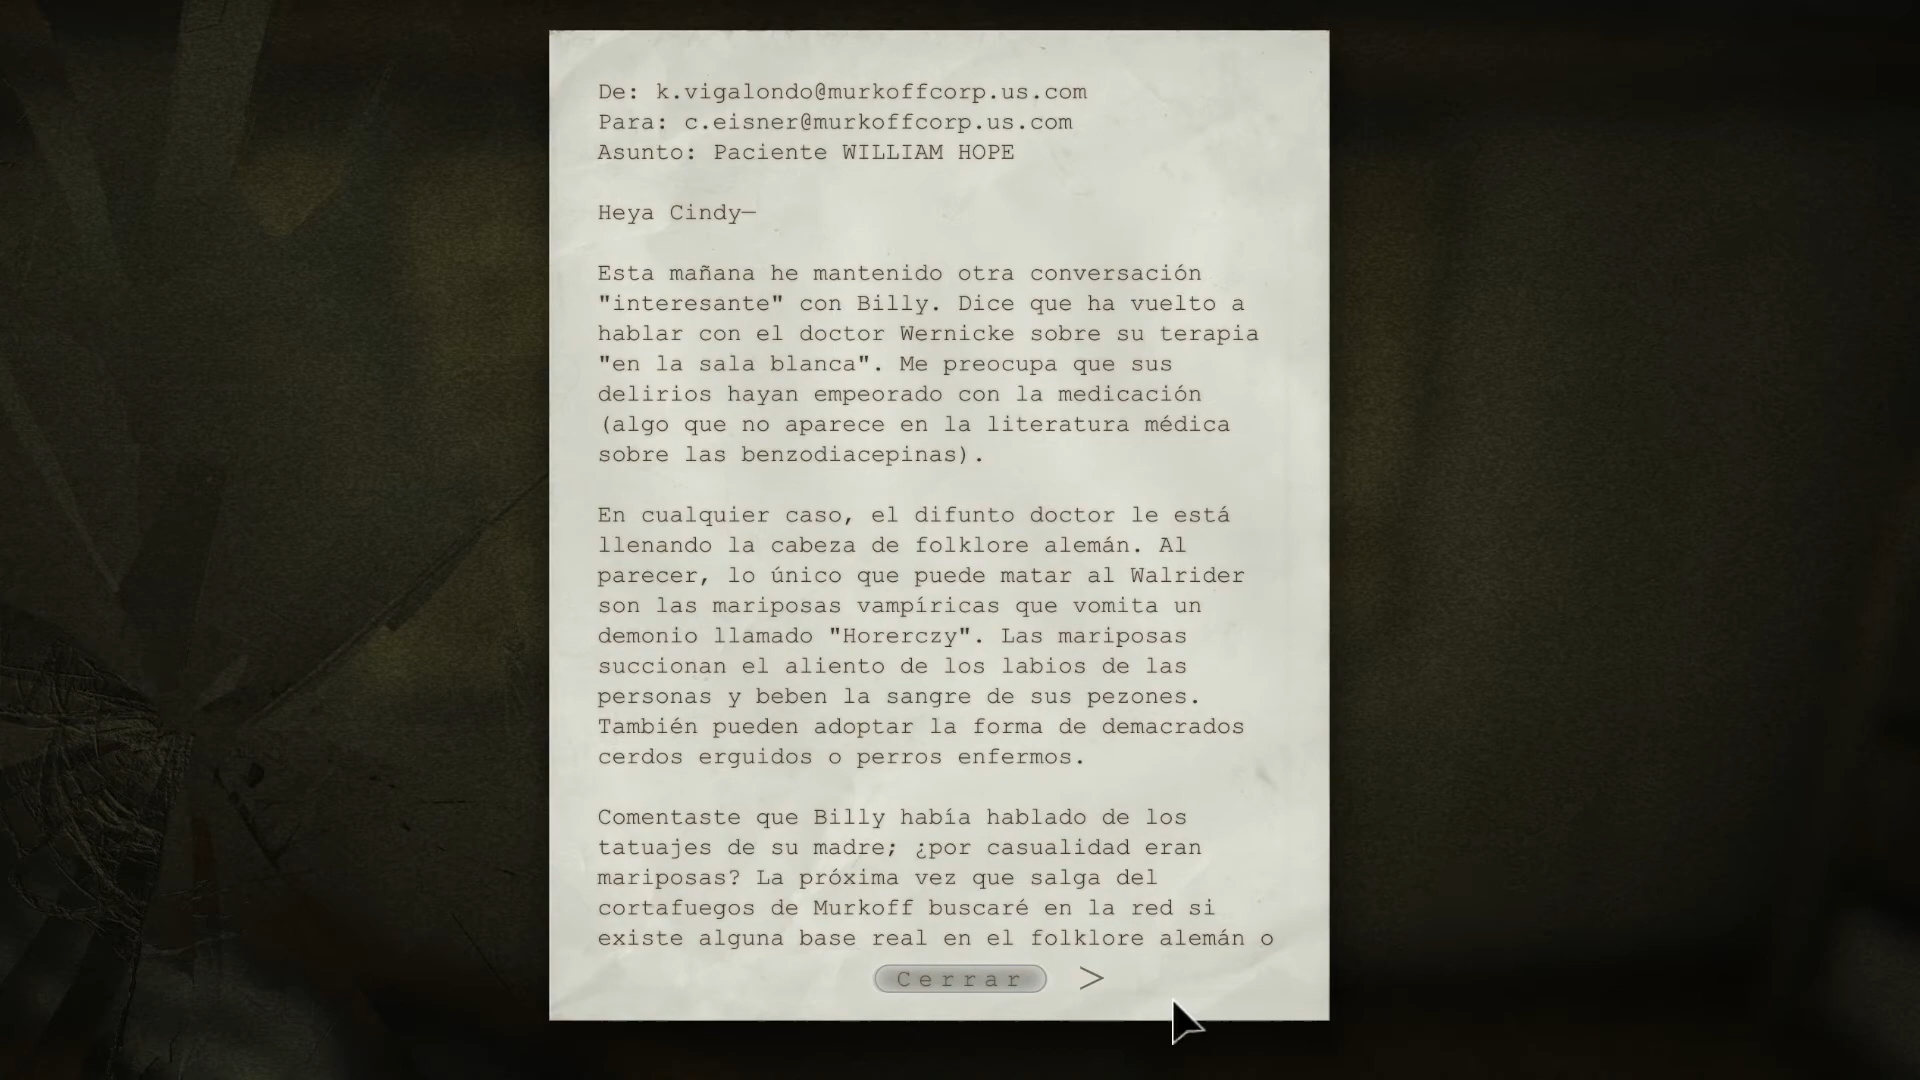 De: k.vigalondo@murkoffcorp.us.com
Para: c.eisner@murkoffcorp.us.com
Asunto: Paciente WILLIAM HOPE
Heya Cindy—
Esta mañana he mantenido otra conversación
"interesante" con Billy. Dice que ha vuelto a
hablar con el doctor Wernicke sobre su terapia
"en la sala blanca". Me preocupa que sus
delirios hayan empeorado con la medicación
(algo que no aparece en la literatura médica
sobre las benzodiacepinas).
En cualquier caso, el difunto doctor le está
llenando la cabeza de folklore alemán. Al
parecer, lo único que puede matar al Walrider
son las mariposas vampíricas que vomita un
demonio llamado "Horerczy". Las mariposas
succionan el aliento de los labios de las
personas y beben la sangre de sus pezones.
También pueden adoptar la forma de demacrados
cerdos erguidos o perros enfermos.
Comentaste que Billy había hablado de los
tatuajes de su madre; ¿por casualidad eran
mariposas? La próxima vez que salga del
cortafuegos de Murkoff buscaré en la red si
existe alguna base real en el folklore alemán o
Cerrar >